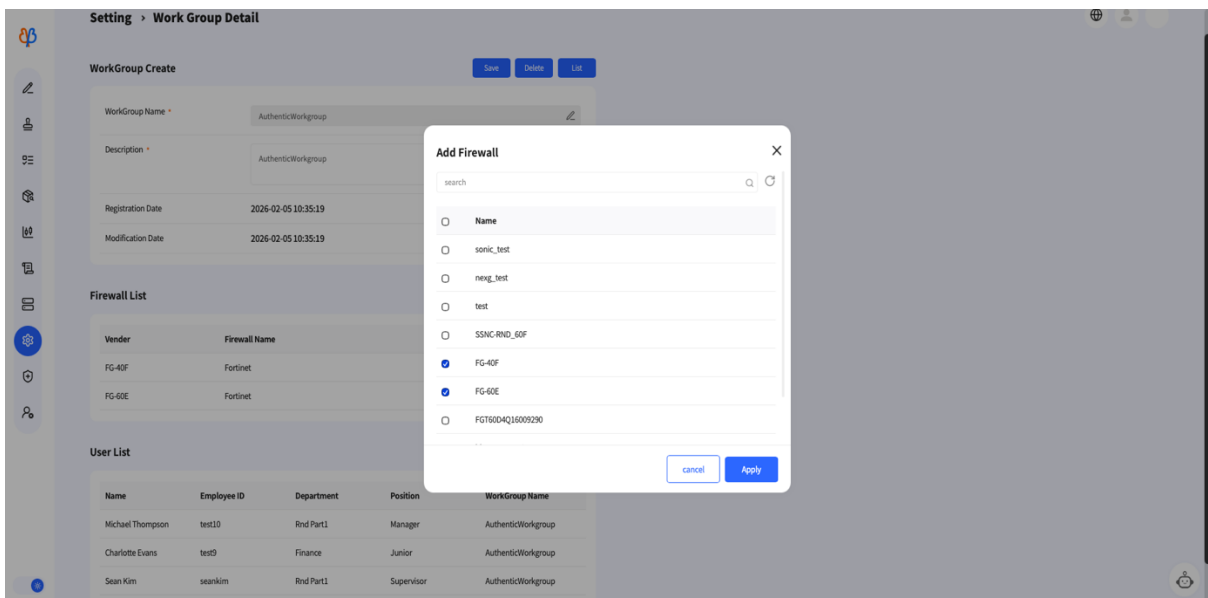 Setting > Work Group Detail
WorkGroup Create
Save Delete List
WorkGroup Name *
AuthenticWorkgroup
Description *
AuthenticWorkgroup
Registration Date 2026-02-05 10:35:19
Modification Date 2026-02-05 10:35:19
Firewall List
Vender Firewall Name
FG-40F Fortinet
FG-60E Fortinet
User List
Name Employee ID Department Position WorkGroup Name
Michael Thompson test10 Rnd Part1 Manager AuthenticWorkgroup
Charlotte Evans test9 Finance Junior AuthenticWorkgroup
Sean Kim seankim Rnd Part1 Supervisor AuthenticWorkgroup
Add Firewall
search
Name
sonic_test
nexg_test
test
SSNC-RND_60F
FG-40F
FG-60E
FGT60D4Q16009290
cancel Apply